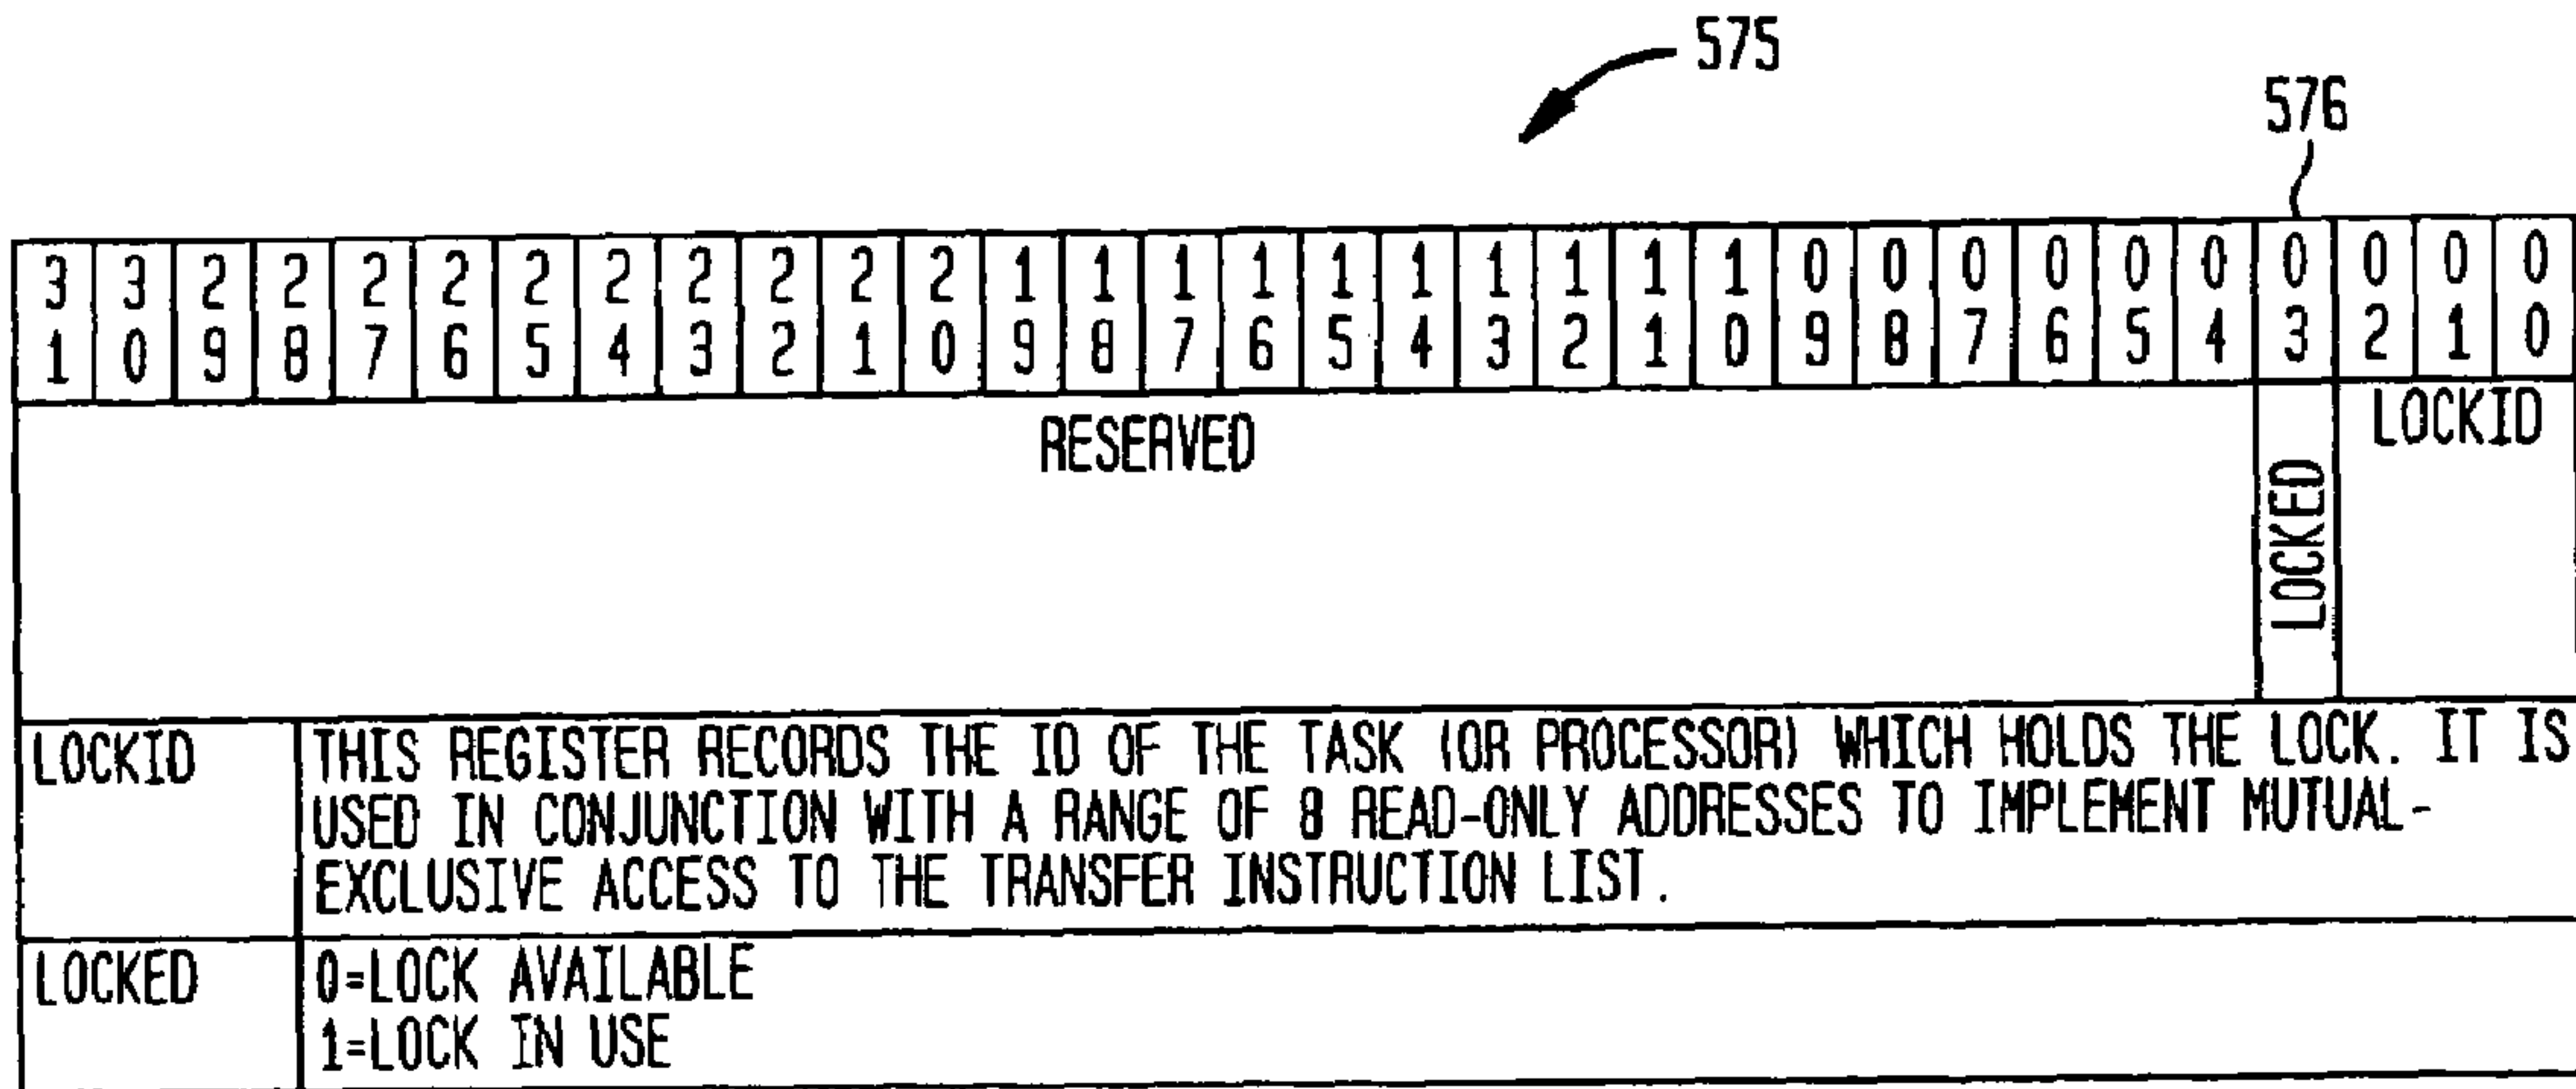 575
576
3 3 2 2 2 2 2 2 2 2 2 2 1 1 1 1 1 1 1 1 1 1 0 0 0 0 0 0 0 0 0 0
1 0 9 8 7 6 5 4 3 2 1 0 9 8 7 6 5 4 3 2 1 0 9 8 7 6 5 4 3 2 1 0
RESERVED
LOCKED
LOCKID
LOCKID
THIS REGISTER RECORDS THE ID OF THE TASK (OR PROCESSOR) WHICH HOLDS THE LOCK. IT IS
USED IN CONJUNCTION WITH A RANGE OF 8 READ-ONLY ADDRESSES TO IMPLEMENT MUTUAL-
EXCLUSIVE ACCESS TO THE TRANSFER INSTRUCTION LIST.
LOCKED
0=LOCK AVAILABLE
1=LOCK IN USE